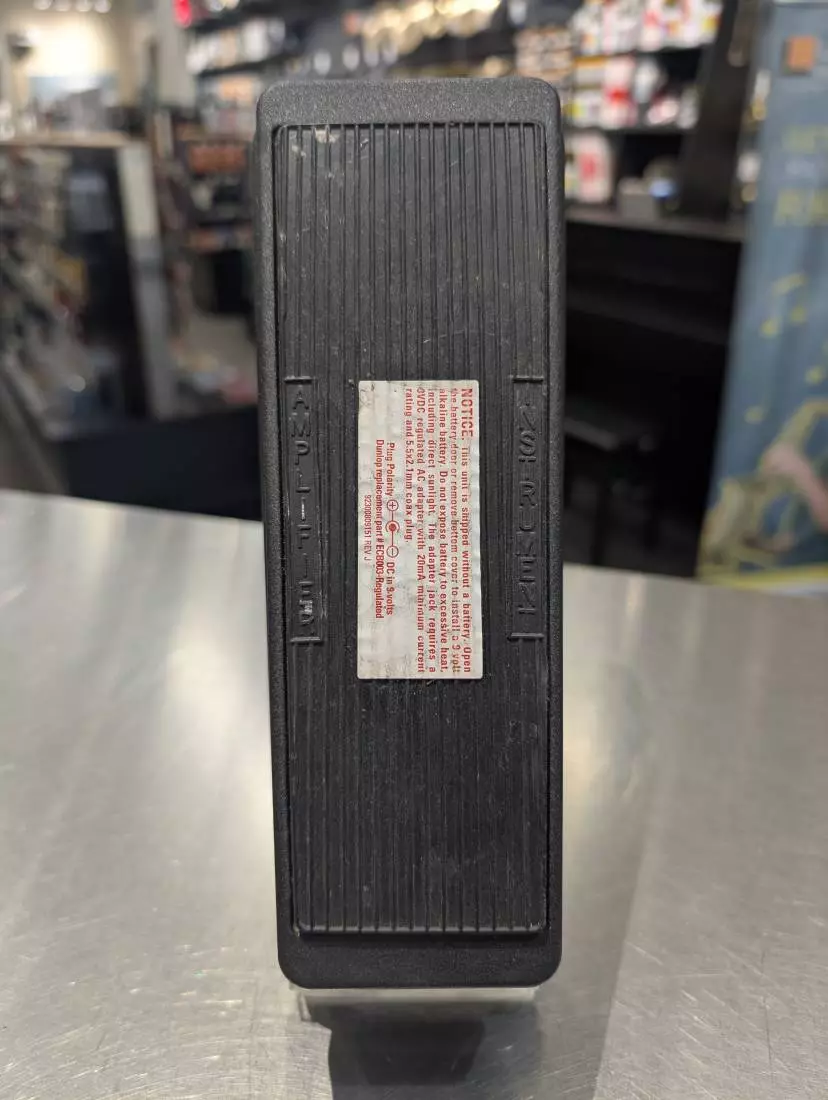 INSTRUMENT
NOTICE: This unit is shipped without a battery. Open
the battery door or remove bottom cover to install a 9 volt
alkaline battery. Do not expose battery to excessive heat,
including direct sunlight. The adapter jack requires a
9VDC regulated AC adapter with 20mA minimum current
rating and 5.5x2.1mm coax plug.
Plug Polarity + - DC in 9 volts
Dunlop replacement part # ECB003-Regulated
92300809151 REV J
AMPLIFIER